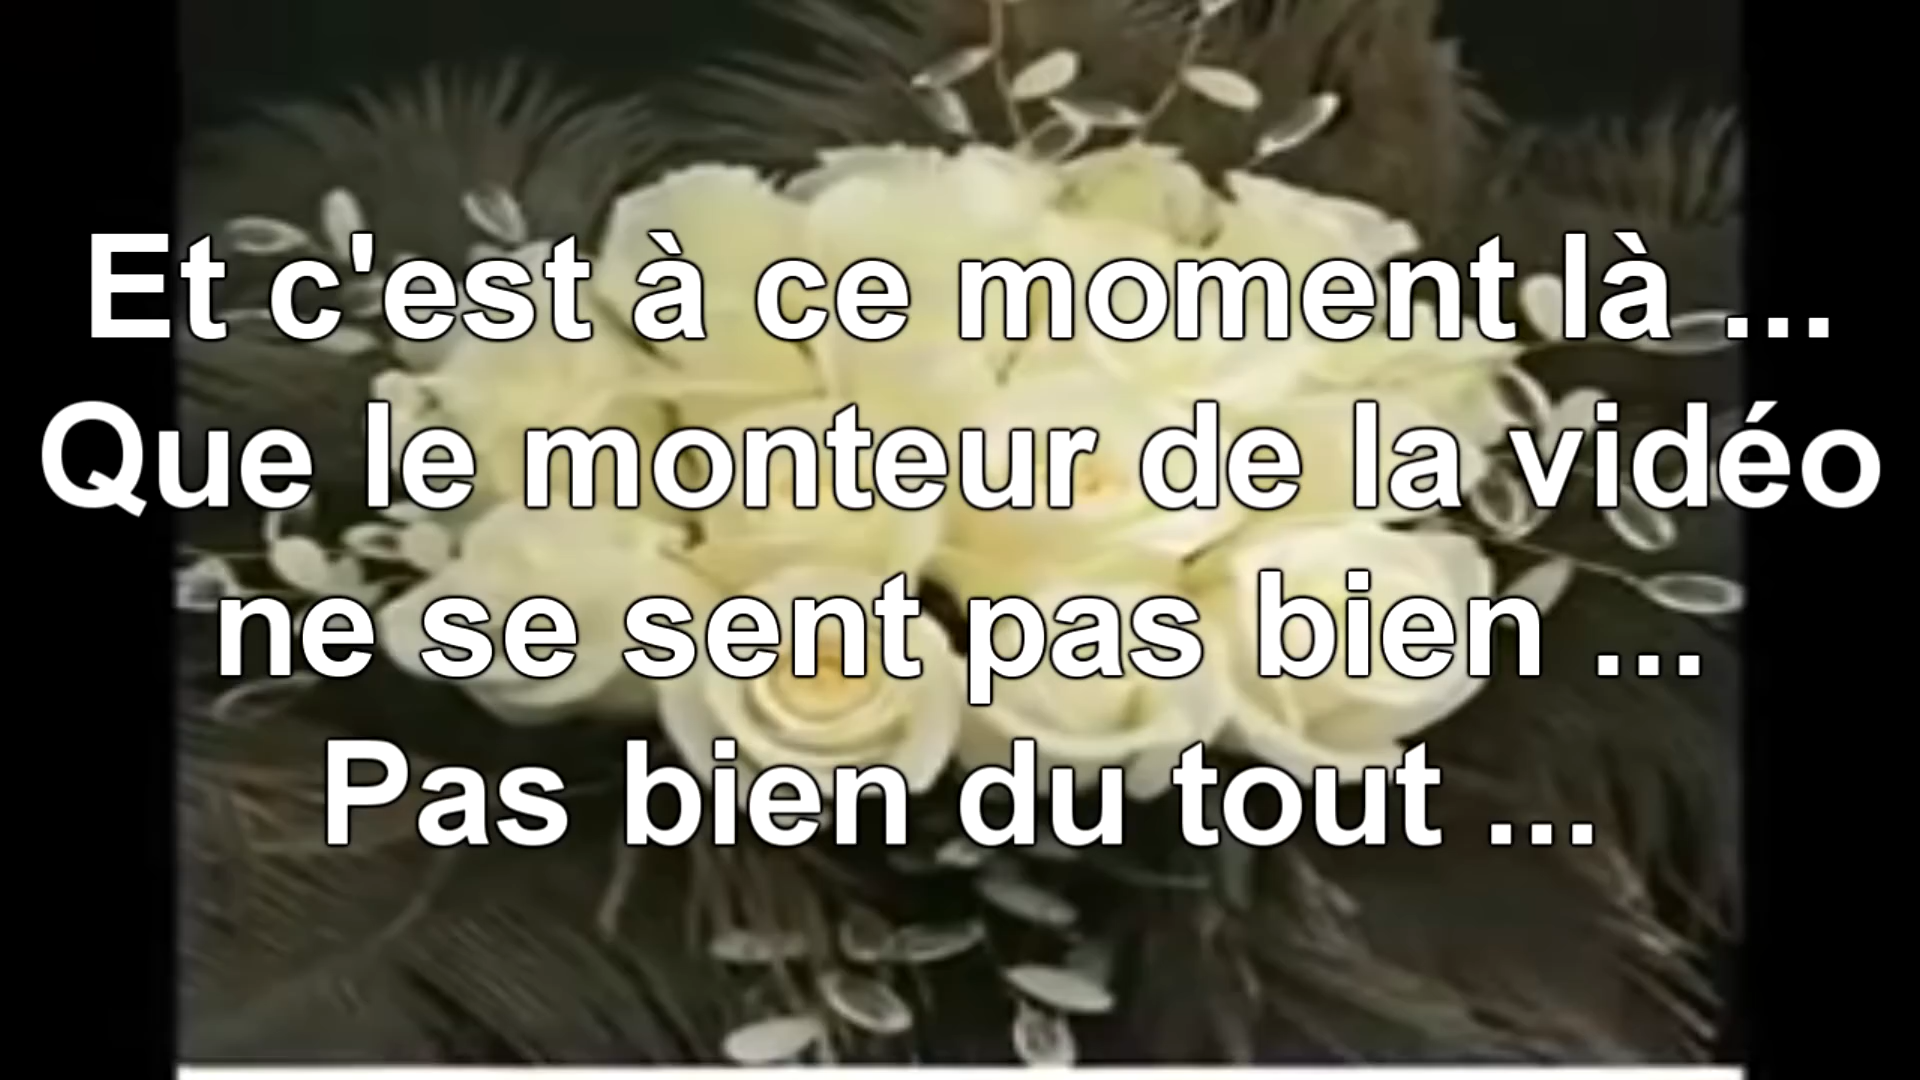 Et c'est à ce moment là ...
Que le monteur de la vidéo
ne se sent pas bien ...
Pas bien du tout ...